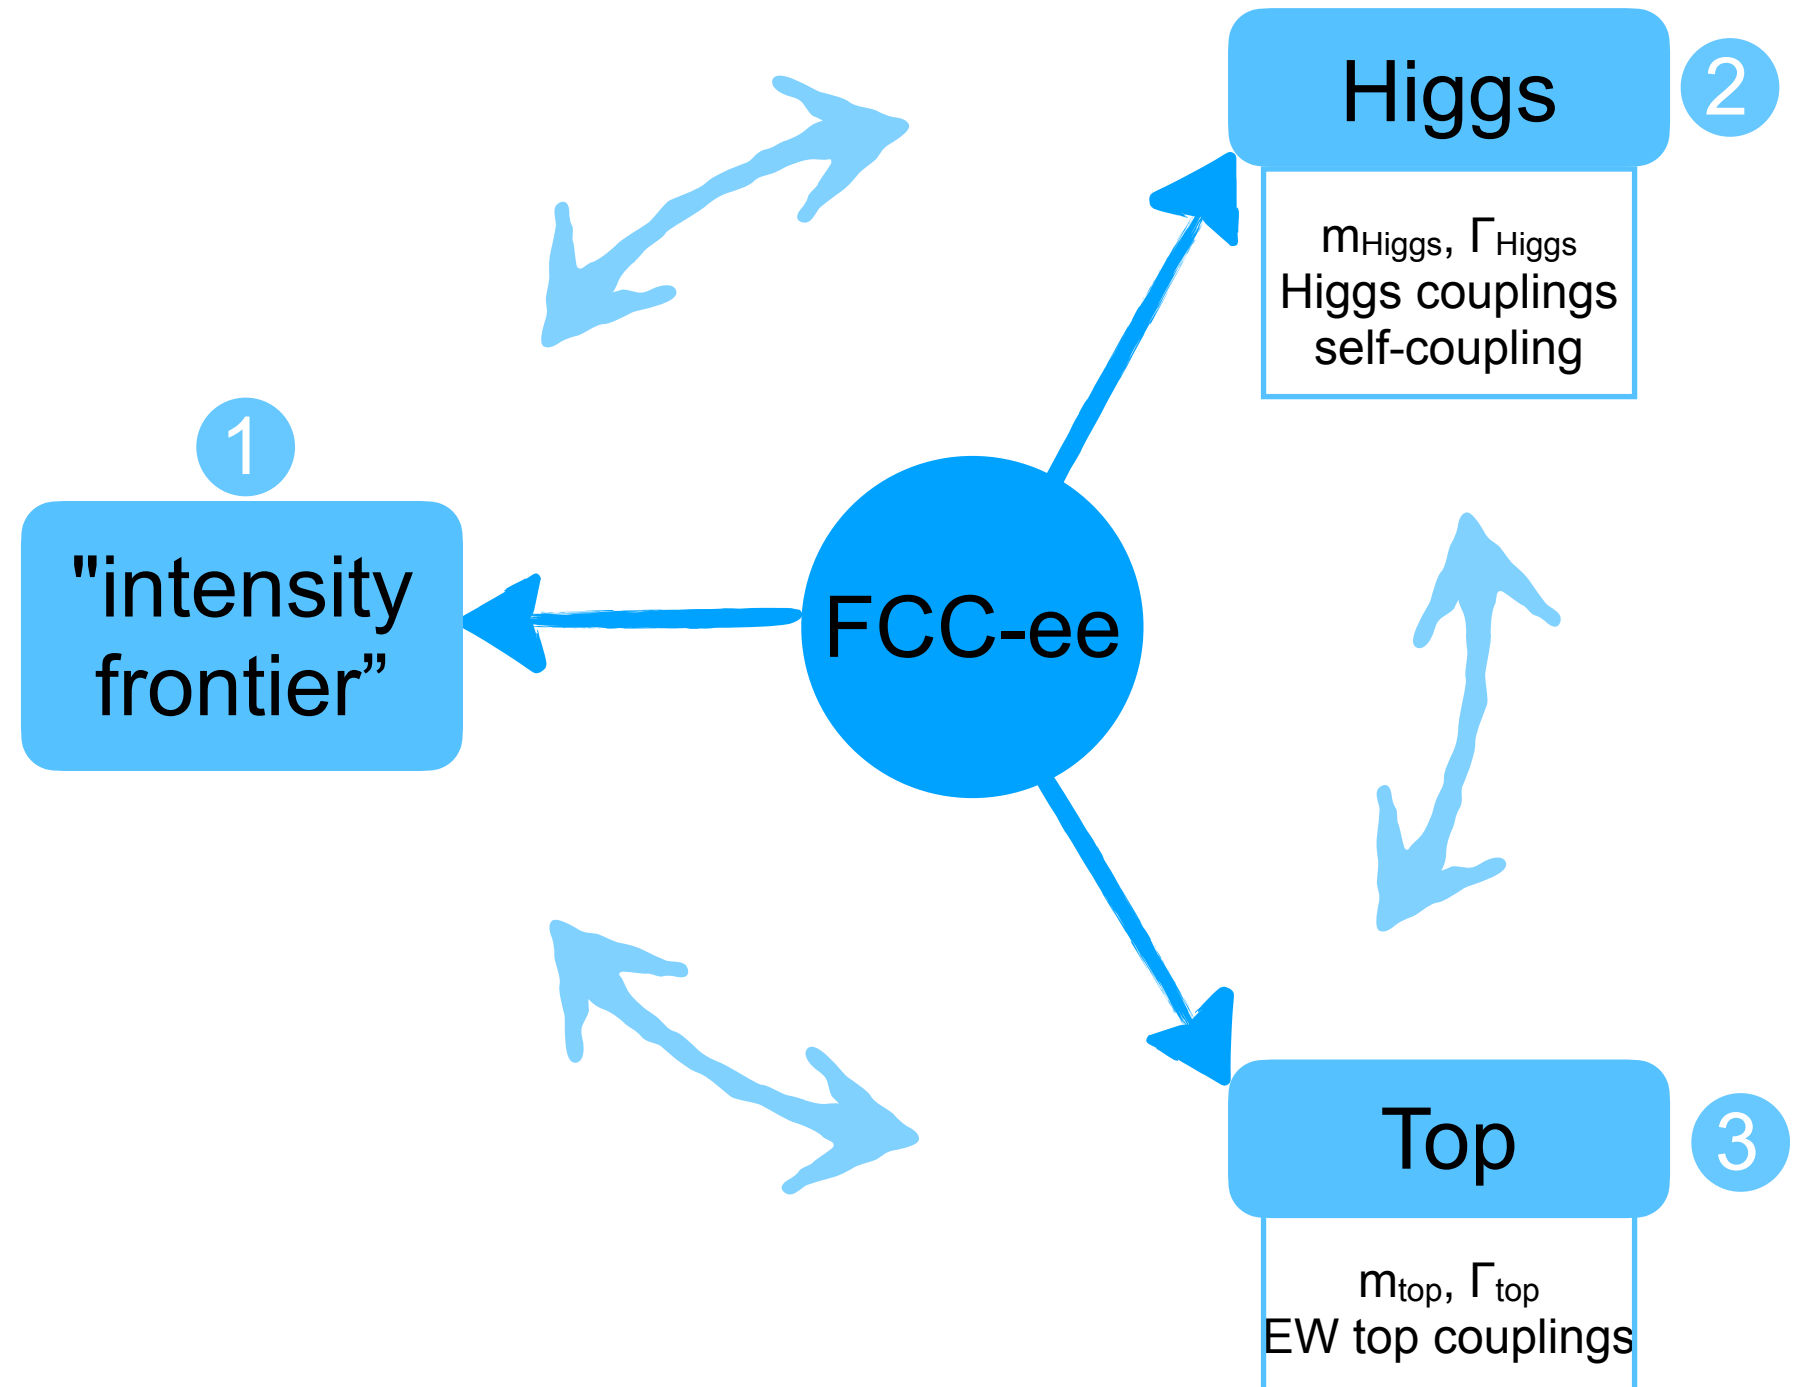 Higgs
2
mHiggs, ΓHiggs
Higgs couplings
self-coupling
1
"intensity
frontier”
FCC-ee
Top
3
mtop, Γtop
EW top couplings